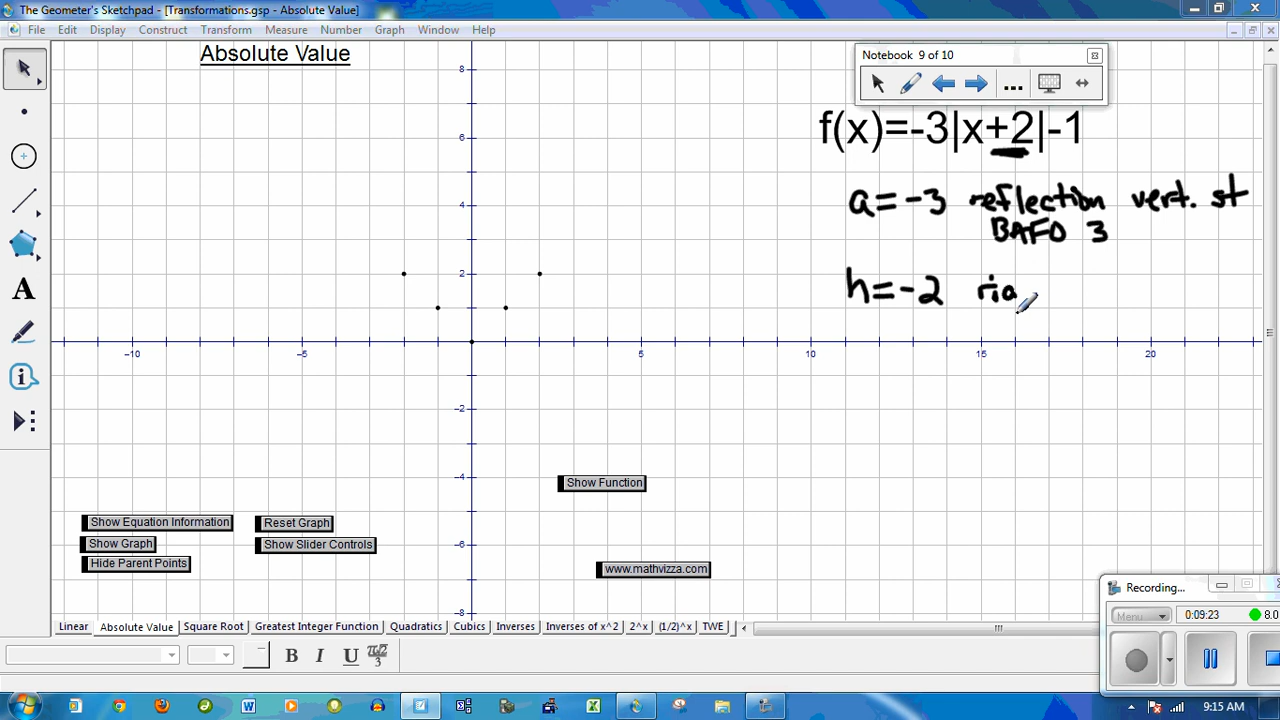 The Geometer's Sketchpad - [Transformations.gsp - Absolute Value]
File Edit Display Construct Transform Measure Number Graph Window Help
Absolute Value
Notebook 9 of 10
...
f(x)=-3|x+2|-1
a=-3 reflection vert. st
BAFO 3
h=-2 ria
8
6
4
2
-10 -5 5 10 15 20
-2
-4
-6
-8
Show Function
Show Equation Information Reset Graph
Show Graph Show Slider Controls
Hide Parent Points
www.mathvizza.com
Recording...
Menu 0:09:23 8.0
Linear Absolute Value Square Root Greatest Integer Function Quadratics Cubics Inverses Inverses of x^2 2^x (1/2)^x TWE
A
B I U
9:15 AM